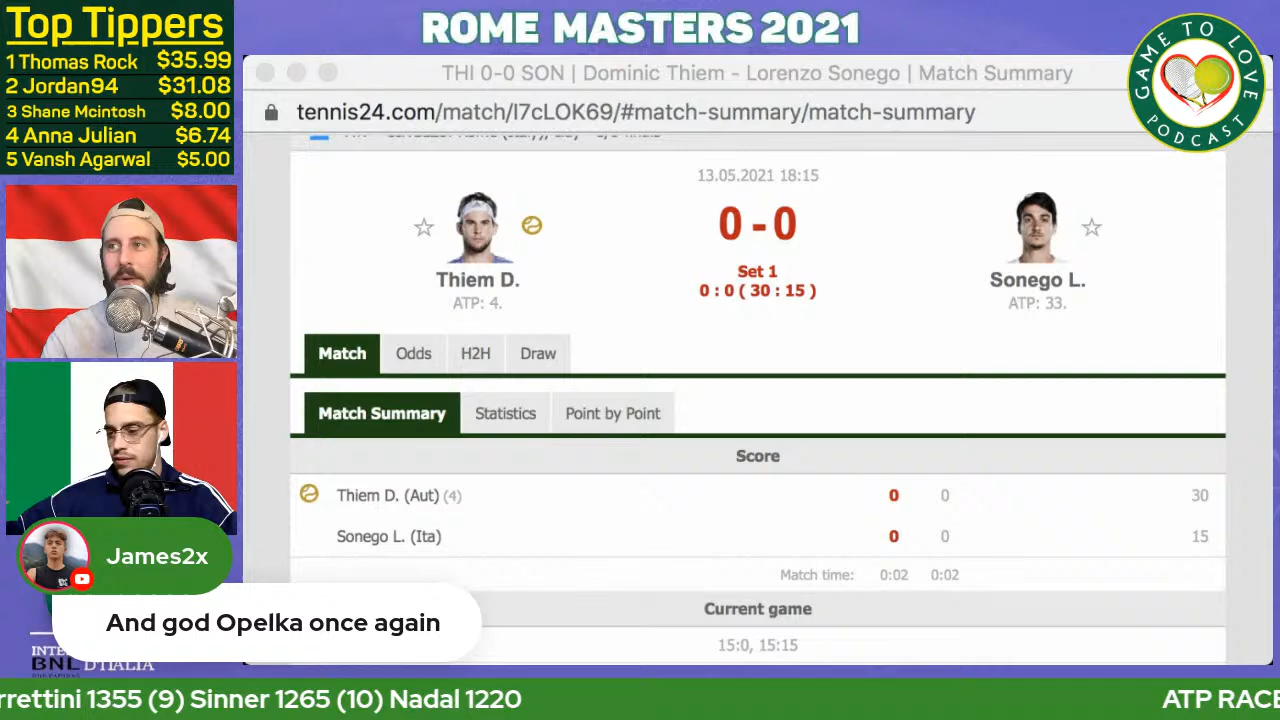 Top Tippers
1 Thomas Rock $35.99
2 Jordan94 $31.08
3 Shane Mcintosh $8.00
4 Anna Julian $6.74
5 Vansh Agarwal $5.00
ROME MASTERS 2021
GAME TO LOVE
PODCAST
THI 0-0 SON | Dominic Thiem - Lorenzo Sonego | Match Summary
tennis24.com/match/I7cLOK69/#match-summary/match-summary
13.05.2021 18:15
0 - 0
Set 1
0 : 0 ( 30 : 15 )
Thiem D.
ATP: 4.
Sonego L.
ATP: 33.
Match Odds H2H Draw
Match Summary Statistics Point by Point
Score
Thiem D. (Aut) (4) 0 0 30
Sonego L. (Ita) 0 0 15
Match time: 0:02 0:02
Current game
15:0, 15:15
James2x
And god Opelka once again
INTE
BNL D'ITALIA
rrettini 1355 (9) Sinner 1265 (10) Nadal 1220 ATP RACE